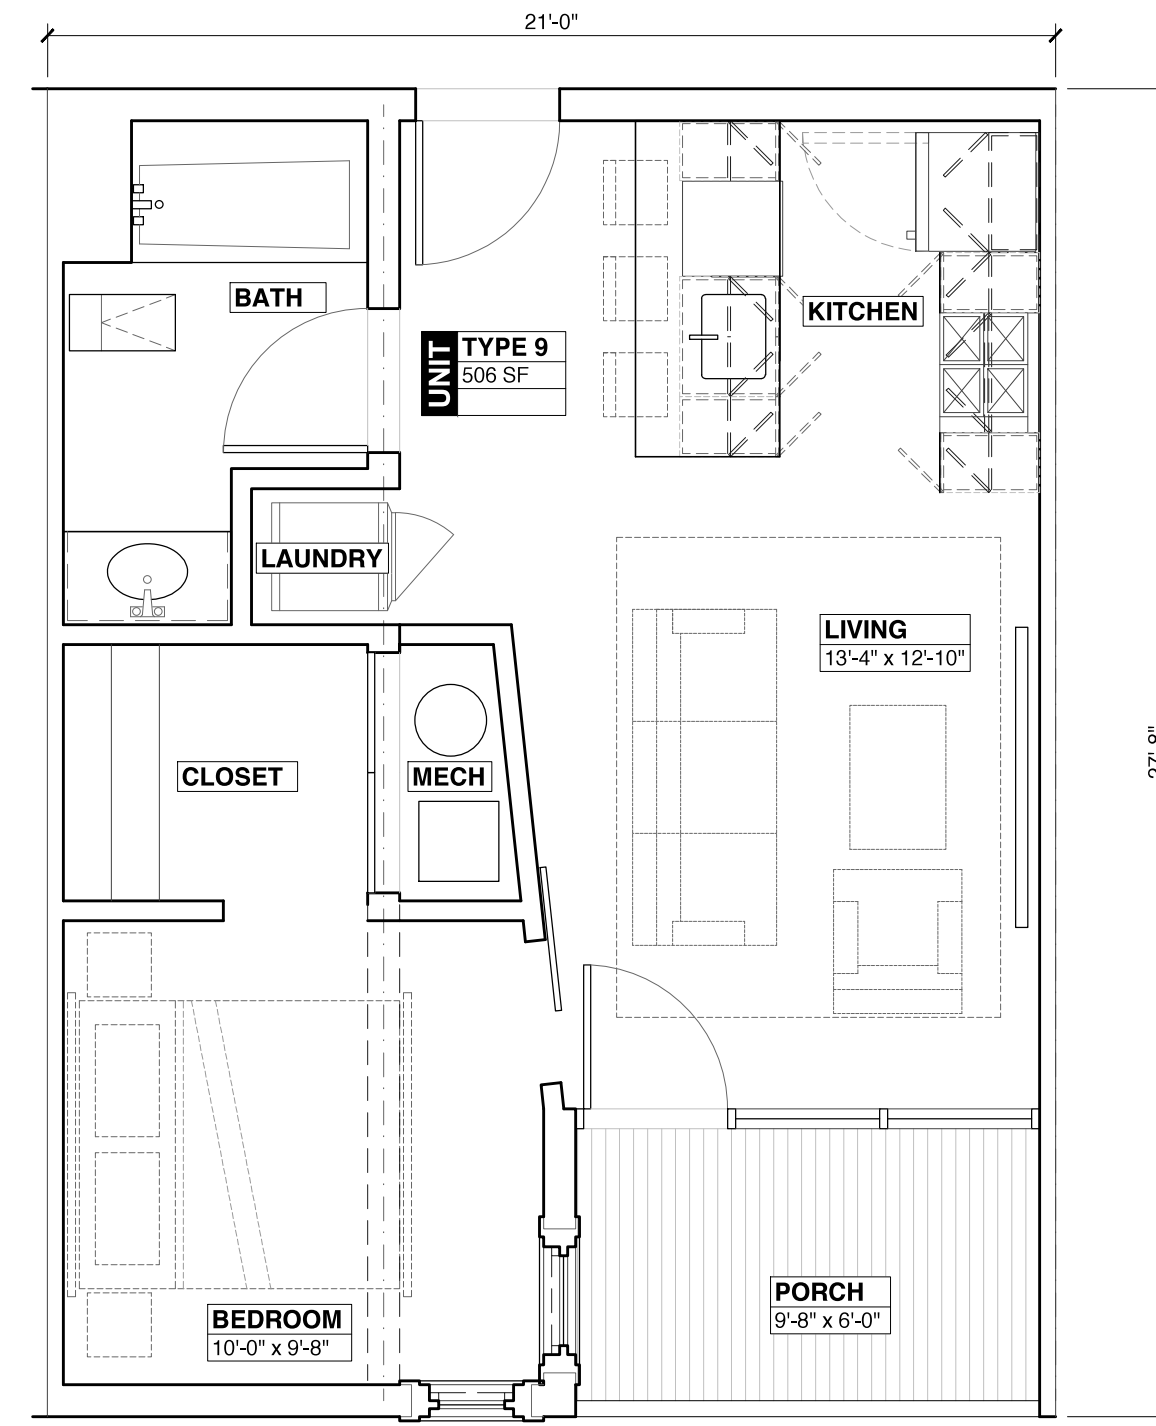 21'-0"
BATH
UNIT
TYPE 9
506 SF
KITCHEN
LAUNDRY
LIVING
13'-4" x 12'-10"
CLOSET
MECH
BEDROOM
10'-0" x 9'-8"
PORCH
9'-8" x 6'-0"